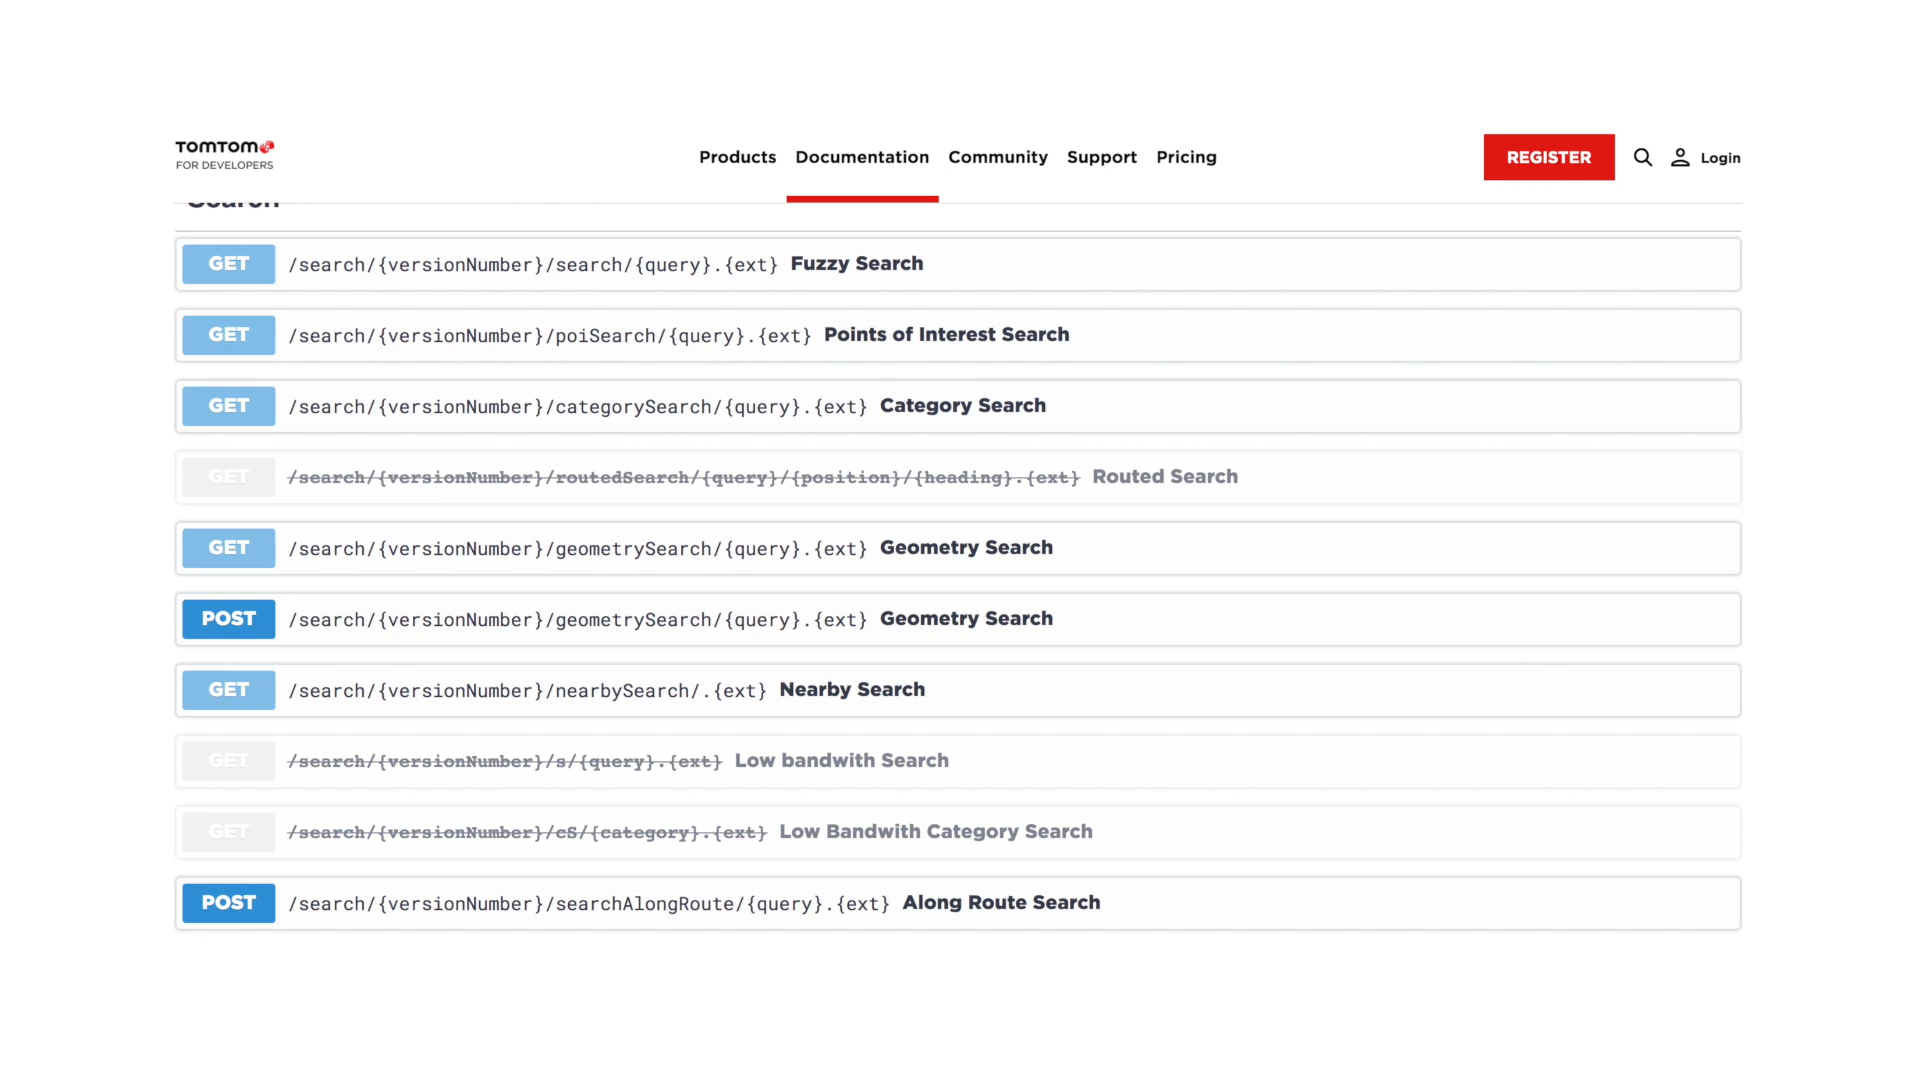 TOMTOM
FOR DEVELOPERS
Products Documentation Community Support Pricing
REGISTER Login
Search
GET /search/{versionNumber}/search/{query}.{ext} Fuzzy Search
GET /search/{versionNumber}/poiSearch/{query}.{ext} Points of Interest Search
GET /search/{versionNumber}/categorySearch/{query}.{ext} Category Search
GET /search/{versionNumber}/routedSearch/{query}/{position}/{heading}.{ext} Routed Search
GET /search/{versionNumber}/geometrySearch/{query}.{ext} Geometry Search
POST /search/{versionNumber}/geometrySearch/{query}.{ext} Geometry Search
GET /search/{versionNumber}/nearbySearch/.{ext} Nearby Search
GET /search/{versionNumber}/s/{query}.{ext} Low bandwith Search
GET /search/{versionNumber}/cS/{category}.{ext} Low Bandwith Category Search
POST /search/{versionNumber}/searchAlongRoute/{query}.{ext} Along Route Search